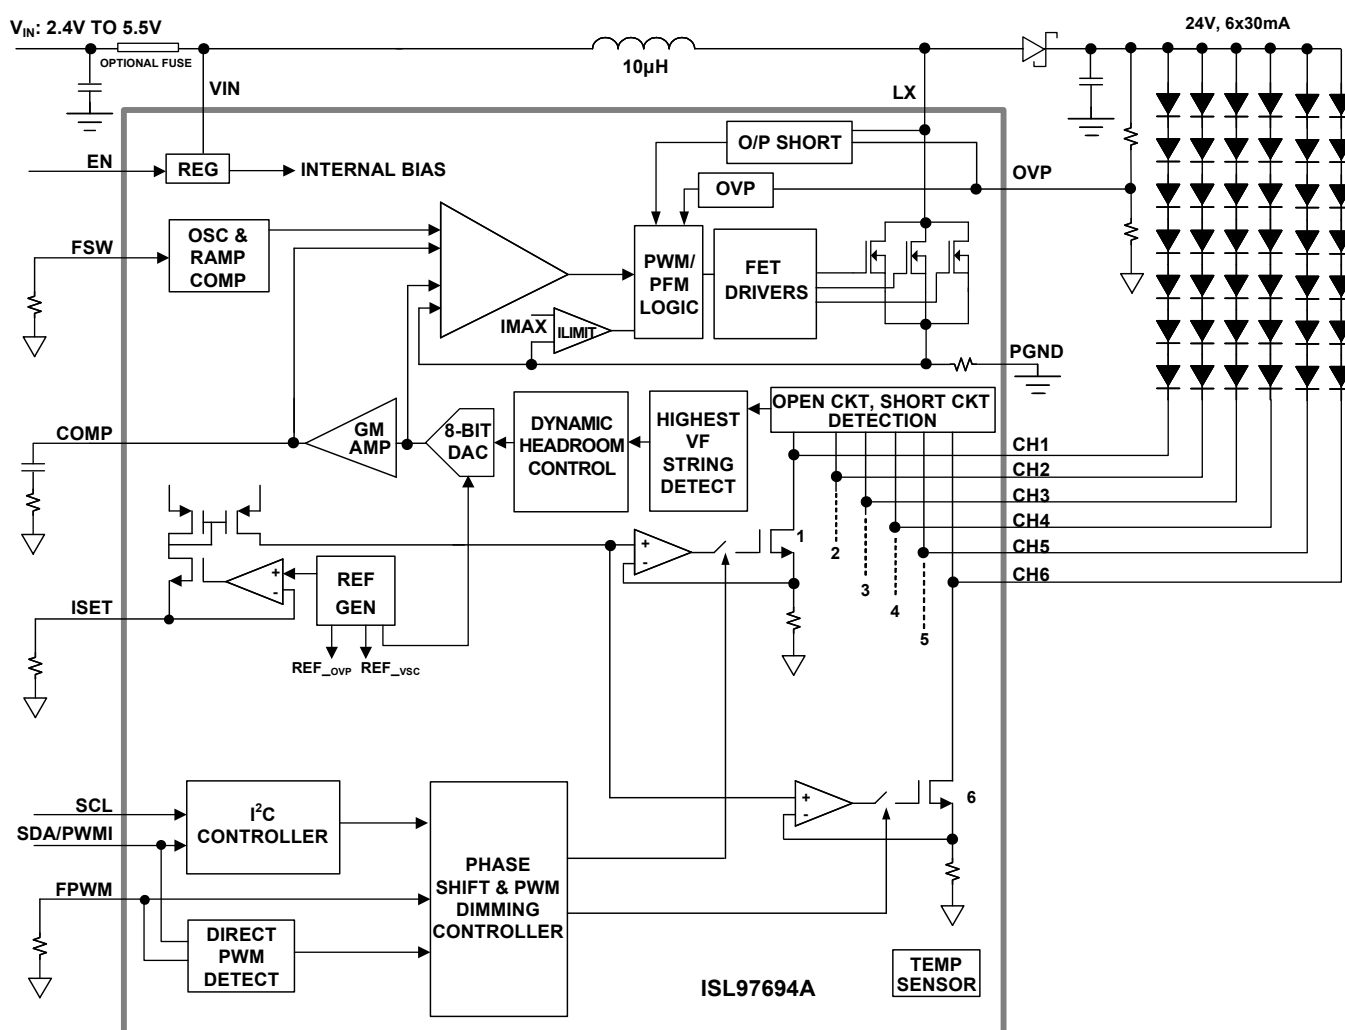 V_IN: 2.4V TO 5.5V
24V, 6x30mA
OPTIONAL FUSE
10µH
VIN
LX
O/P SHORT
EN
REG
INTERNAL BIAS
OVP
OVP
FSW
OSC &
RAMP
COMP
PWM/
PFM
LOGIC
FET
DRIVERS
IMAX
ILIMIT
PGND
OPEN CKT, SHORT CKT
DETECTION
COMP
GM
AMP
8-BIT
DAC
DYNAMIC
HEADROOM
CONTROL
HIGHEST
VF
STRING
DETECT
CH1
CH2
CH3
CH4
CH5
CH6
+
-
1
2
3
4
5
+
-
REF
GEN
ISET
REF_OVP
REF_VSC
SCL
SDA/PWMI
I²C
CONTROLLER
+
-
6
FPWM
PHASE
SHIFT & PWM
DIMMING
CONTROLLER
DIRECT
PWM
DETECT
TEMP
SENSOR
ISL97694A